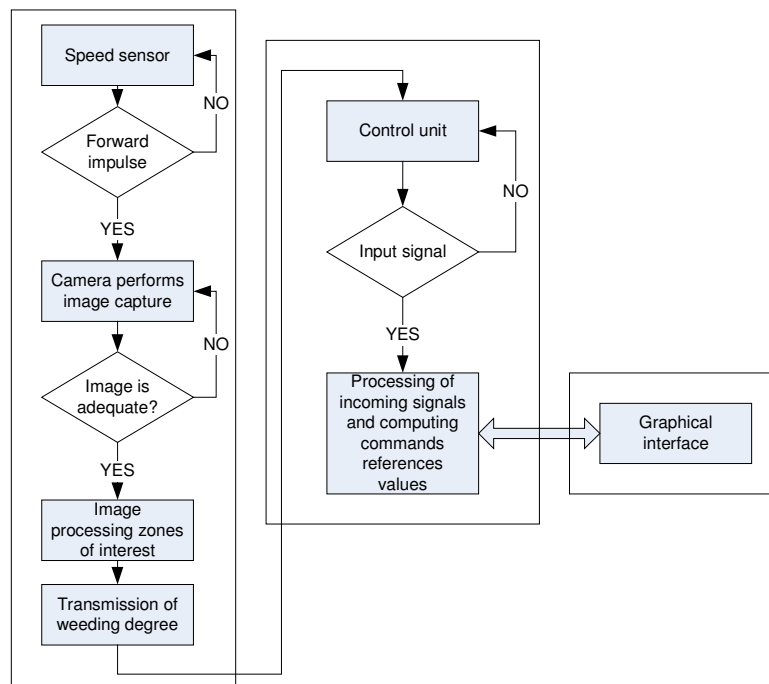 Speed sensor
NO
Forward
impulse
YES
Camera performs
image capture
NO
Image is
adequate?
YES
Image
processing zones
of interest
Transmission of
weeding degree
Control unit
NO
Input signal
YES
Processing of
incoming signals
and computing
commands
references
values
Graphical
interface